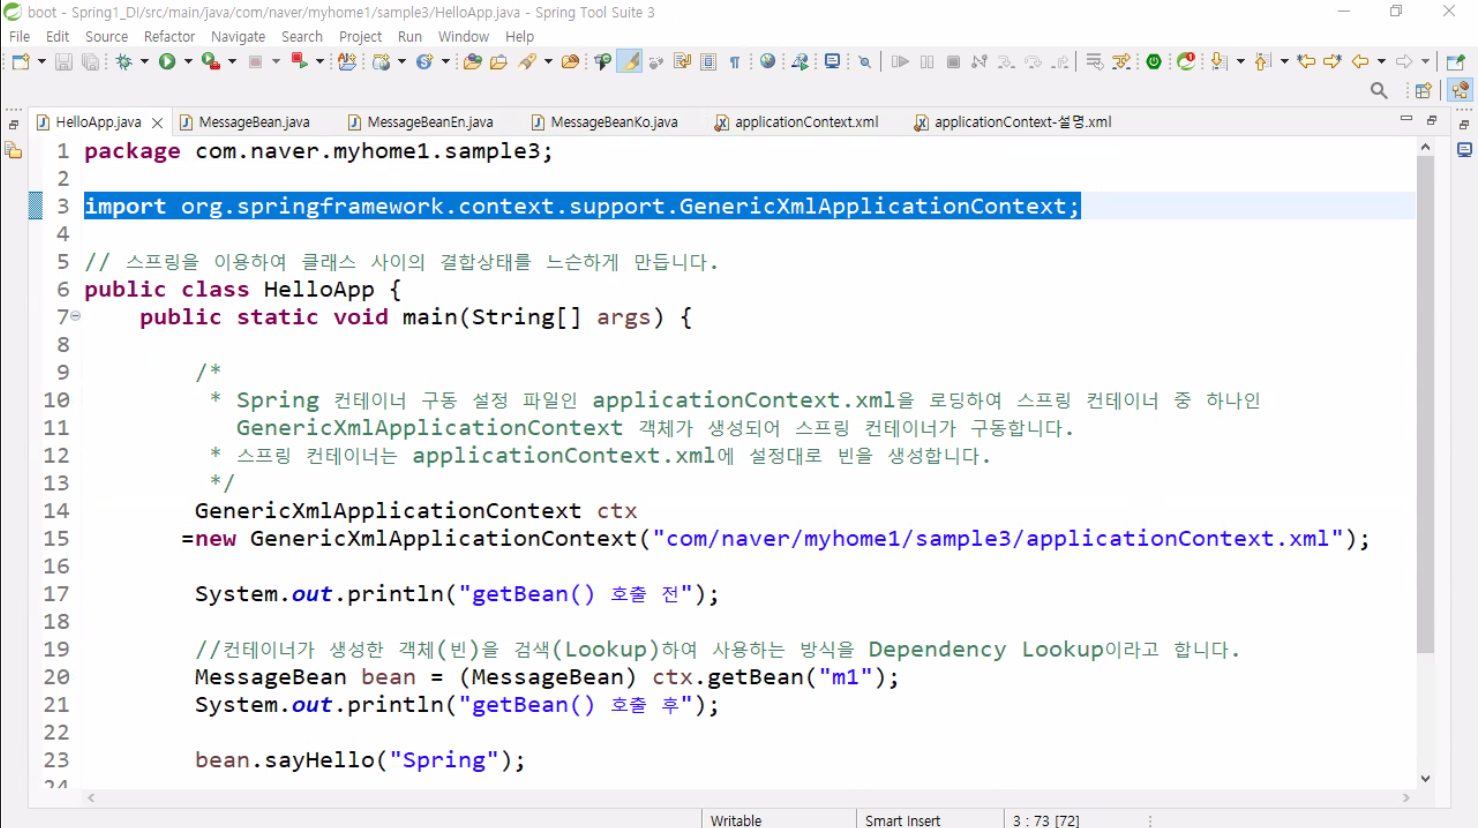 boot - Spring1_DI/src/main/java/com/naver/myhome1/sample3/HelloApp.java - Spring Tool Suite 3
File Edit Source Refactor Navigate Search Project Run Window Help
HelloApp.java MessageBean.java MessageBeanEn.java MessageBeanKo.java applicationContext.xml applicationContext-설명.xml
1 package com.naver.myhome1.sample3;
2
3 import org.springframework.context.support.GenericXmlApplicationContext;
4
5 // 스프링을 이용하여 클래스 사이의 결합상태를 느슨하게 만듭니다.
6 public class HelloApp {
7 public static void main(String[] args) {
8
9 /*
10 * Spring 컨테이너 구동 설정 파일인 applicationContext.xml을 로딩하여 스프링 컨테이너 중 하나인
11 GenericXmlApplicationContext 객체가 생성되어 스프링 컨테이너가 구동합니다.
12 * 스프링 컨테이너는 applicationContext.xml에 설정대로 빈을 생성합니다.
13 */
14 GenericXmlApplicationContext ctx
15 =new GenericXmlApplicationContext("com/naver/myhome1/sample3/applicationContext.xml");
16
17 System.out.println("getBean() 호출 전");
18
19 //컨테이너가 생성한 객체(빈)을 검색(Lookup)하여 사용하는 방식을 Dependency Lookup이라고 합니다.
20 MessageBean bean = (MessageBean) ctx.getBean("m1");
21 System.out.println("getBean() 호출 후");
22
23 bean.sayHello("Spring");
24
Writable Smart Insert 3 : 73 [72]